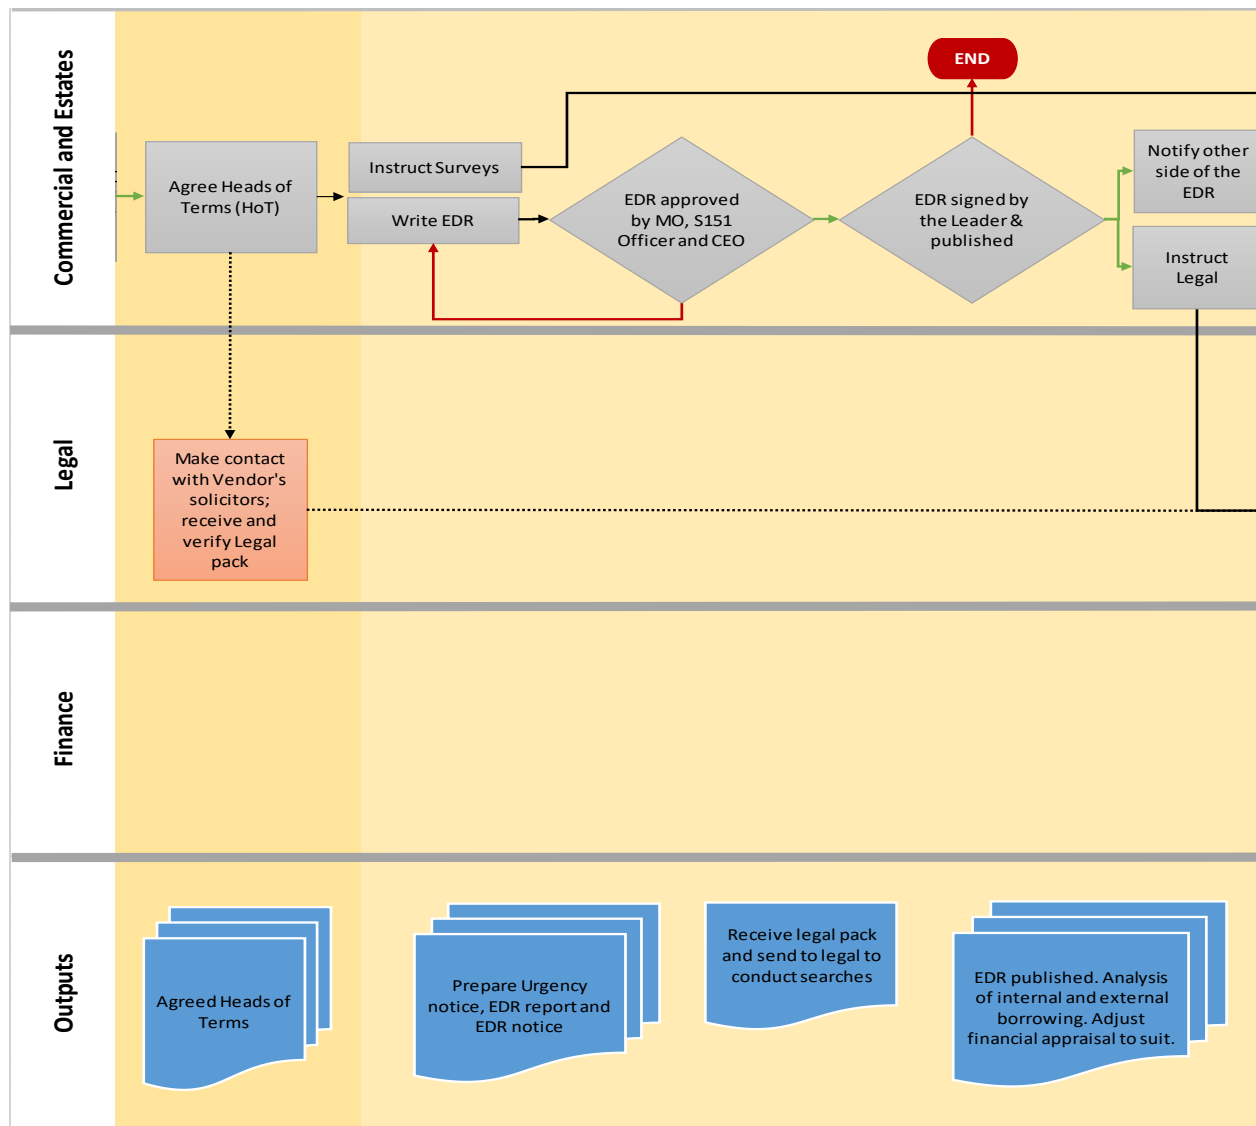 Commercial and Estates
END
Agree Heads of
Terms (HoT)
Instruct Surveys
Write EDR
EDR approved
by MO, S151
Officer and CEO
EDR signed by
the Leader &
published
Notify other
side of the
EDR
Instruct
Legal
Legal
Make contact
with Vendor's
solicitors;
receive and
verify Legal
pack
Finance
Outputs
Agreed Heads of
Terms
Prepare Urgency
notice, EDR report and
EDR notice
Receive legal pack
and send to legal to
conduct searches
EDR published. Analysis
of internal and external
borrowing. Adjust
financial appraisal to suit.